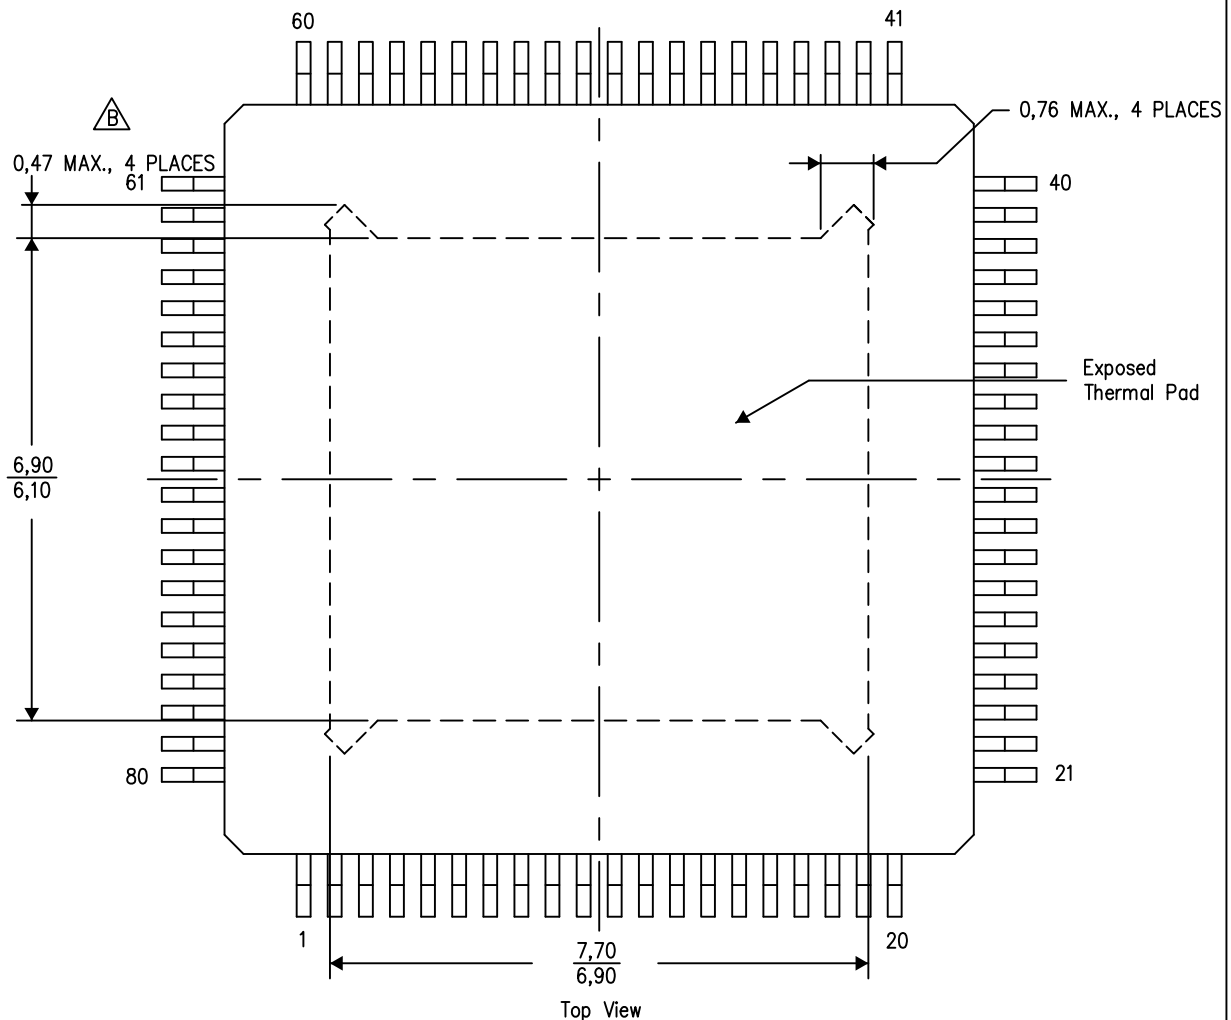 60
41
B
0,76 MAX., 4 PLACES
0,47 MAX., 4 PLACES
61
40
Exposed
Thermal Pad
6,90
6,10
80
21
1
20
7,70
6,90
Top View